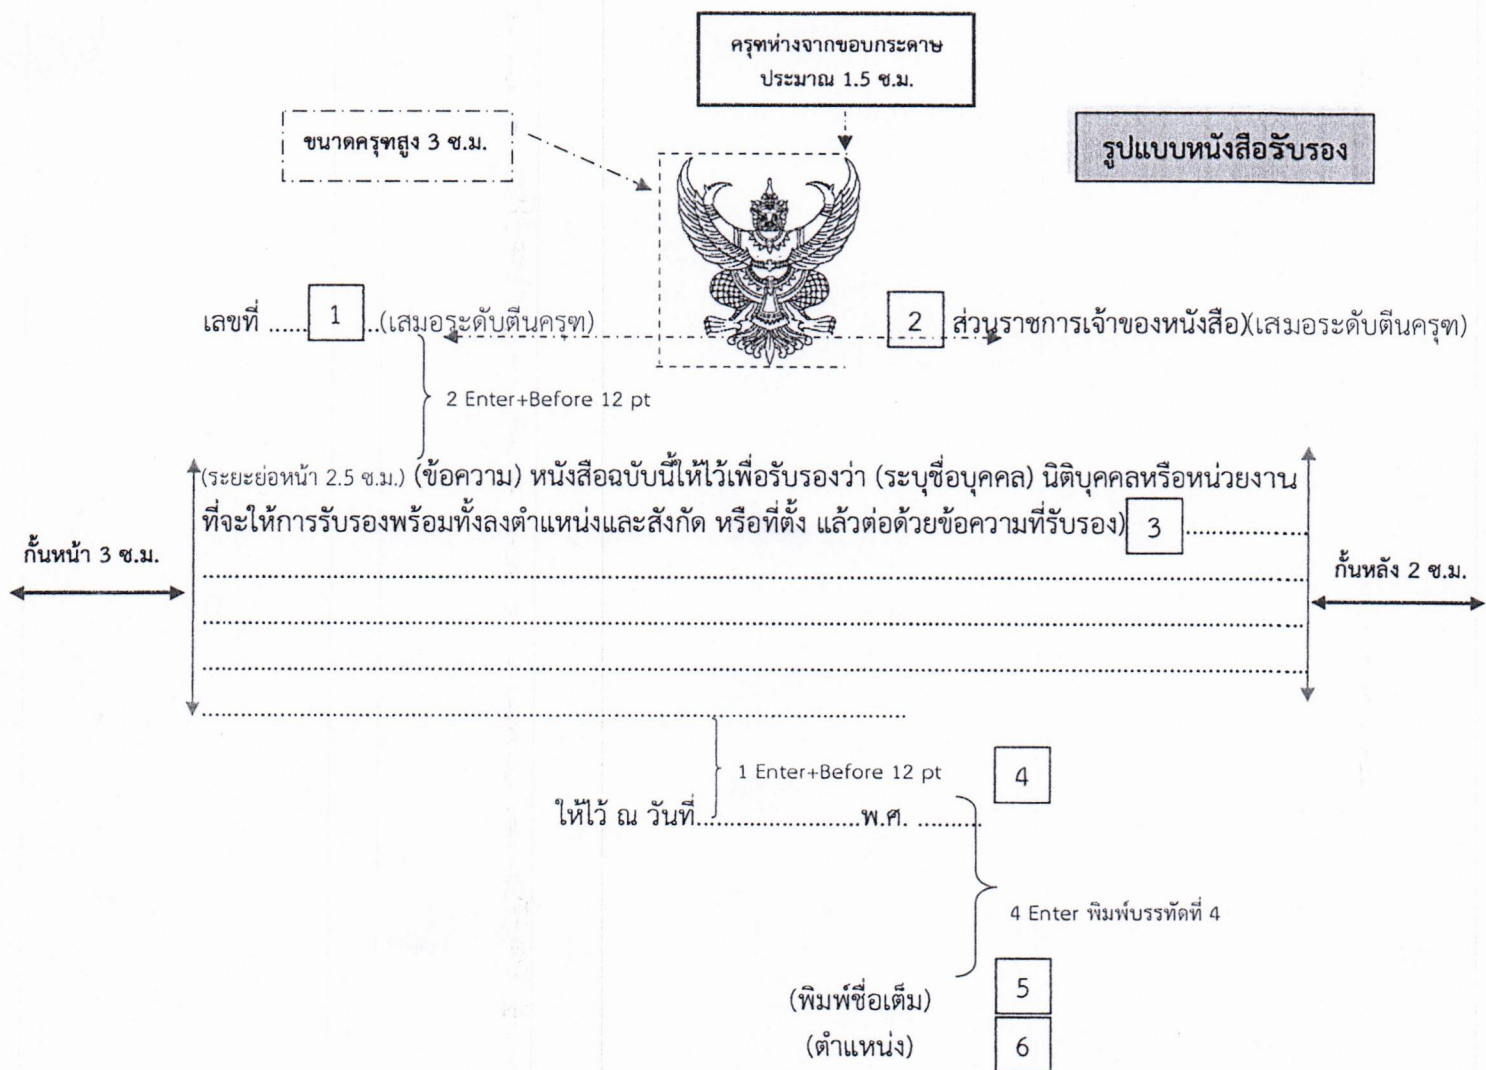 ครุฑห่างจากขอบกระดาษ
ประมาณ 1.5 ซ.ม.
ขนาดครุฑสูง 3 ซ.ม.
รูปแบบหนังสือรับรอง
เลขที่ ...... 1 ..(เสมอระดับตีนครุฑ)
2 ส่วนราชการเจ้าของหนังสือ)(เสมอระดับตีนครุฑ)
2 Enter+Before 12 pt
(ระยะย่อหน้า 2.5 ซ.ม.) (ข้อความ) หนังสือฉบับนี้ให้ไว้เพื่อรับรองว่า (ระบุชื่อบุคคล) นิติบุคคลหรือหน่วยงาน
ที่จะให้การรับรองพร้อมทั้งลงตำแหน่งและสังกัด หรือที่ตั้ง แล้วต่อด้วยข้อความที่รับรอง) 3 ....................
กั้นหน้า 3 ซ.ม.
กั้นหลัง 2 ซ.ม.
1 Enter+Before 12 pt
4
ให้ไว้ ณ วันที่.........................พ.ศ. ..........
4 Enter พิมพ์บรรทัดที่ 4
(พิมพ์ชื่อเต็ม) 5
(ตำแหน่ง) 6